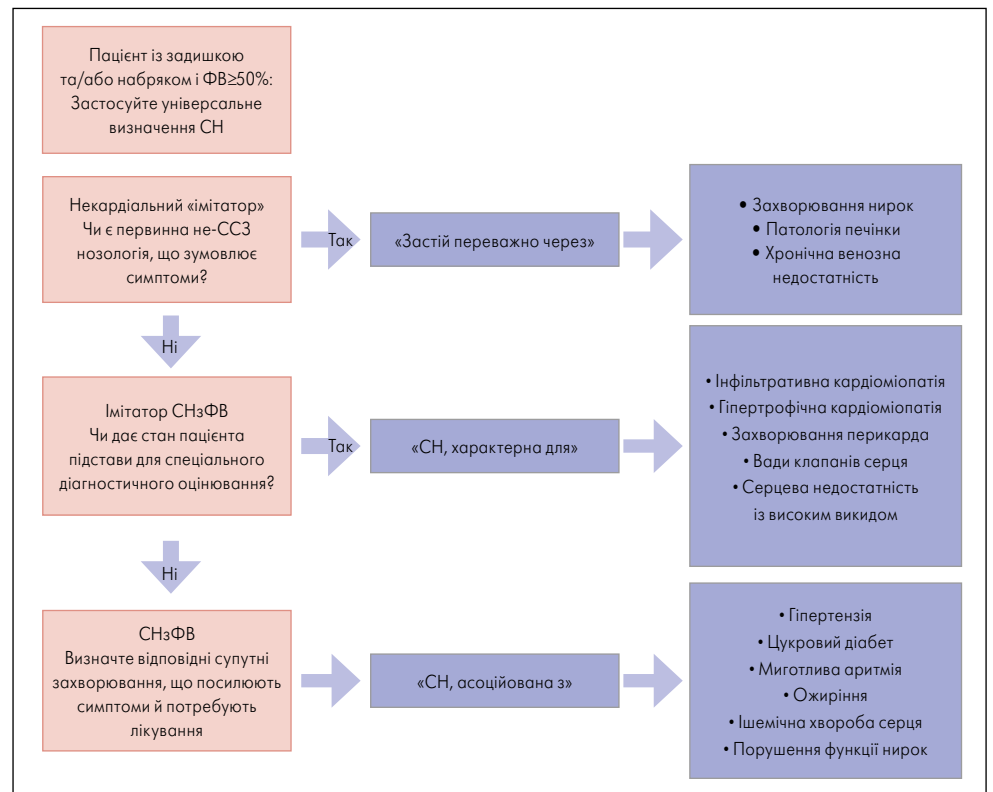 Пацієнт із задишкою
та/або набряком і ФВ≥50%:
Застосуйте універсальне
визначення СН
Некардіальний «імітатор»
Чи є первинна не-ССЗ
нозологія, що зумовлює
симптоми?
Так
«Застій переважно через»
• Захворювання нирок
• Патологія печінки
• Хронічна венозна
недостатність
Ні
Імітатор СНзФВ
Чи дає стан пацієнта
підстави для спеціального
діагностичного оцінювання?
Так
«СН, характерна для»
• Інфільтративна кардіоміопатія
• Гіпертрофічна кардіоміопатія
• Захворювання перикарда
• Вади клапанів серця
• Серцева недостатність
із високим викидом
Ні
СНзФВ
Визначте відповідні супутні
захворювання, що посилюють
симптоми й потребують
лікування
«СН, асоційована з»
• Гіпертензія
• Цукровий діабет
• Миготлива аритмія
• Ожиріння
• Ішемічна хвороба серця
• Порушення функції нирок